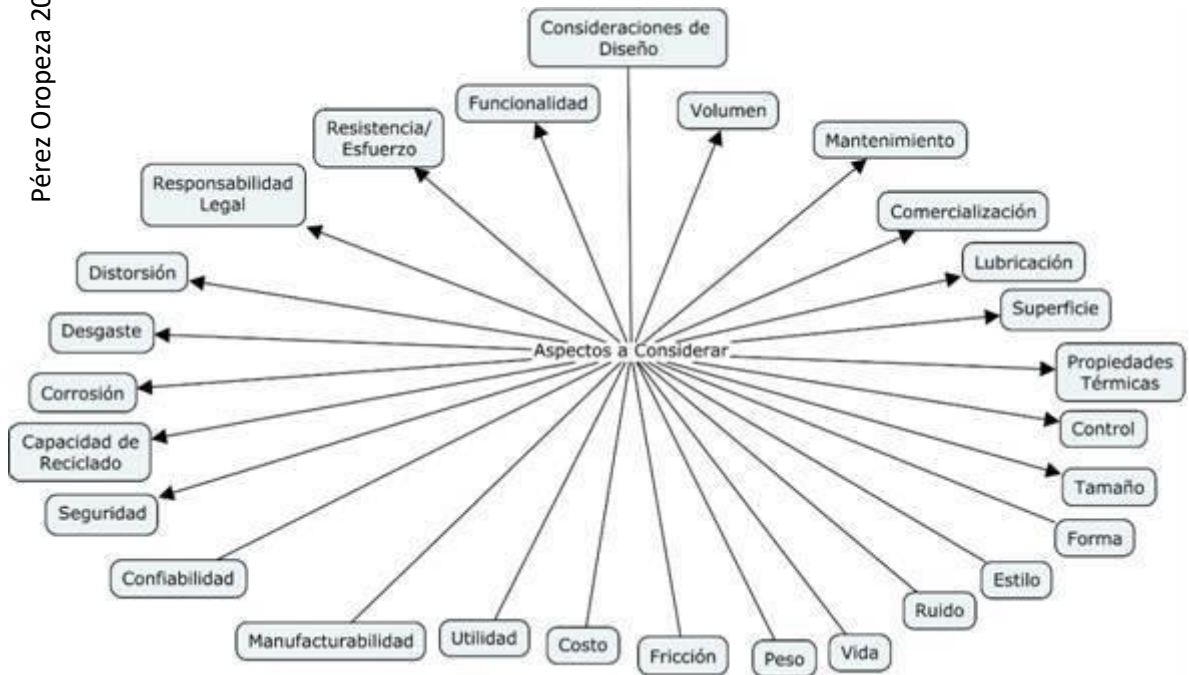 Pérez Oropeza 20
Consideraciones de
Diseño
Funcionalidad
Volumen
Resistencia/
Esfuerzo
Mantenimiento
Responsabilidad
Legal
Comercialización
Distorsión
Lubricación
Superficie
Desgaste
Aspectos a Considerar
Propiedades
Térmicas
Corrosión
Control
Capacidad de
Reciclado
Tamaño
Seguridad
Forma
Confiabilidad
Estilo
Ruido
Manufacturabilidad
Utilidad
Costo
Fricción
Peso
Vida